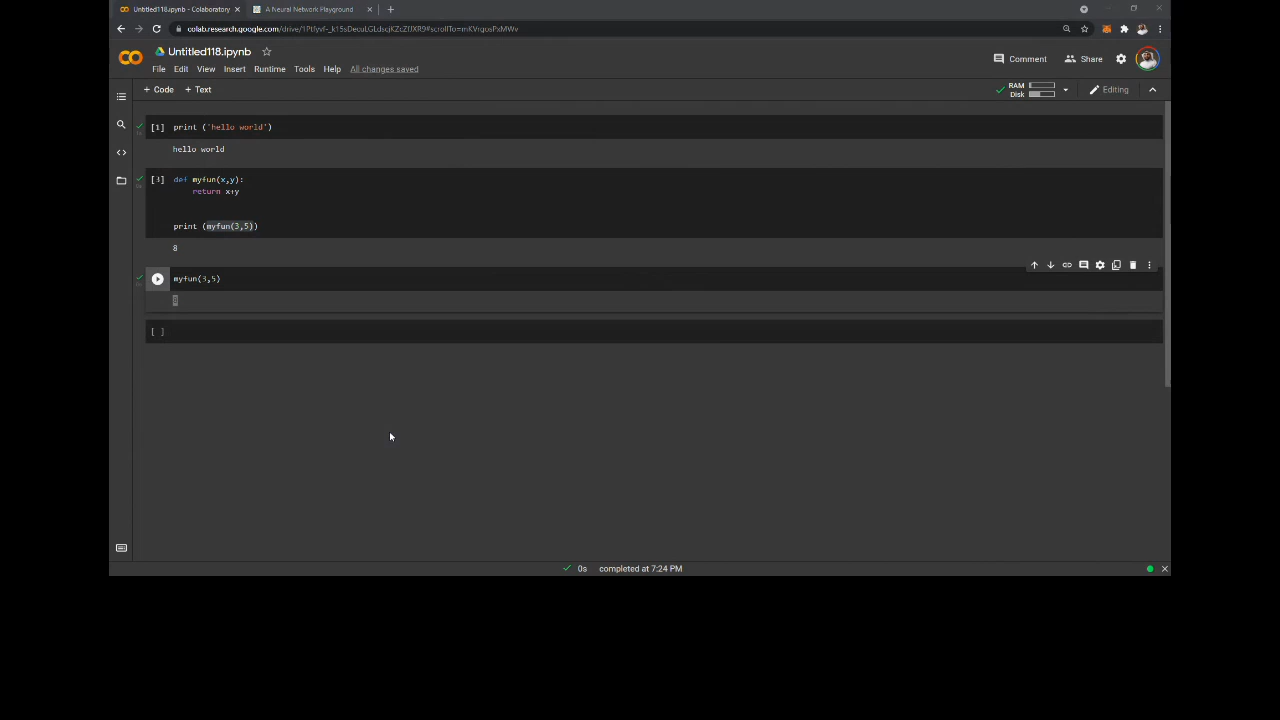 Untitled118.ipynb - Colaboratory
A Neural Network Playground
Untitled118.ipynb
File Edit View Insert Runtime Tools Help All changes saved
Comment
Share
+ Code + Text
RAM
Disk
Editing
[1] print ('hello world')
hello world
[3] def myfun(x,y):
return x+y
print (myfun(3,5))
8
myfun(3,5)
8
[ ]
0s completed at 7:24 PM